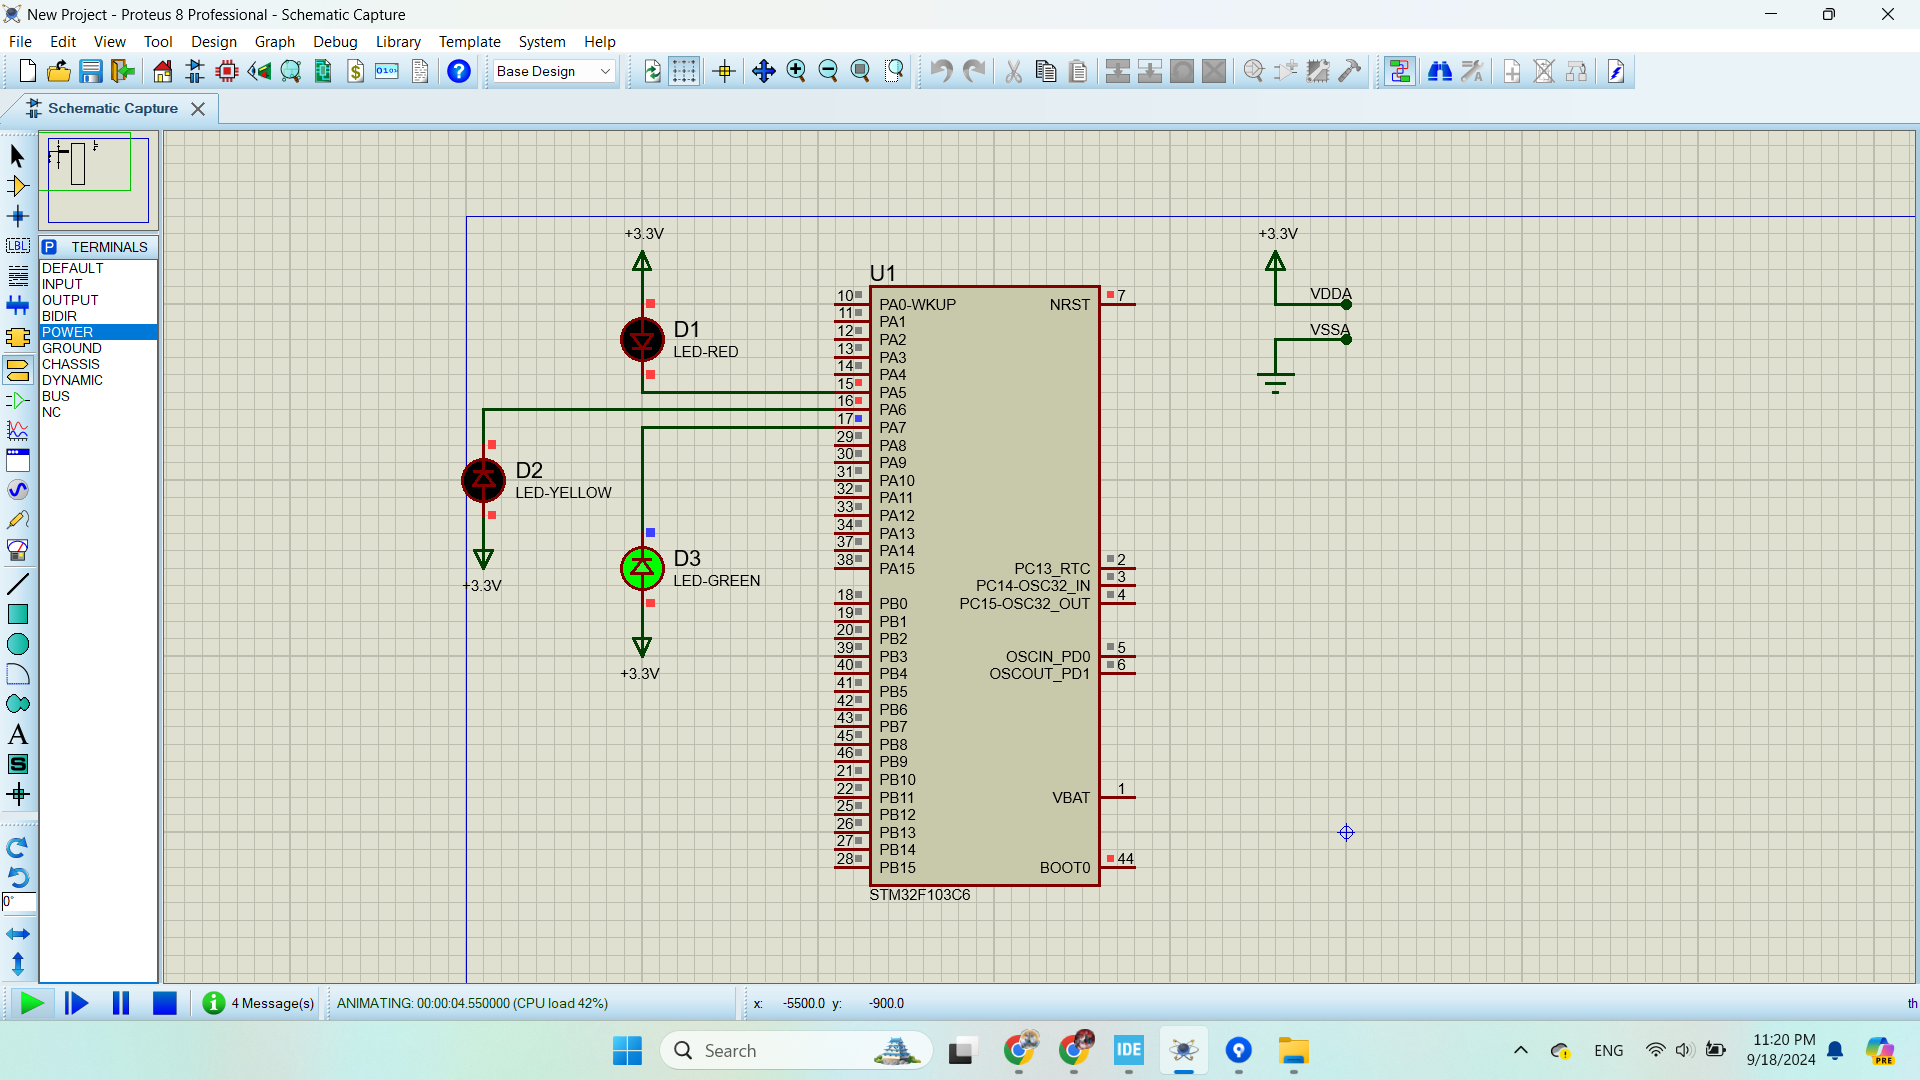 New Project - Proteus 8 Professional - Schematic Capture
File Edit View Tool Design Graph Debug Library Template System Help
Base Design
Schematic Capture
P TERMINALS
DEFAULT
INPUT
OUTPUT
BIDIR
POWER
GROUND
CHASSIS
DYNAMIC
BUS
NC
LBL
A
S
0°
+3.3V
D1
LED-RED
D2
LED-YELLOW
+3.3V
D3
LED-GREEN
+3.3V
U1
10 PA0-WKUP NRST 7
11 PA1
12 PA2
13 PA3
14 PA4
15 PA5
16 PA6
17 PA7
29 PA8
30 PA9
31 PA10
32 PA11
33 PA12
34 PA13
37 PA14
38 PA15 PC13_RTC 2
PC14-OSC32_IN 3
18 PB0 PC15-OSC32_OUT 4
19 PB1
20 PB2
39 PB3 OSCIN_PD0 5
40 PB4 OSCOUT_PD1 6
41 PB5
42 PB6
43 PB7
45 PB8
46 PB9
21 PB10
22 PB11 VBAT 1
25 PB12
26 PB13
27 PB14
28 PB15 BOOT0 44
STM32F103C6
+3.3V
VDDA
VSSA
4 Message(s) ANIMATING: 00:00:04.550000 (CPU load 42%) x: -5500.0 y: -900.0 th
Search
IDE
ENG
11:20 PM
9/18/2024
PRE